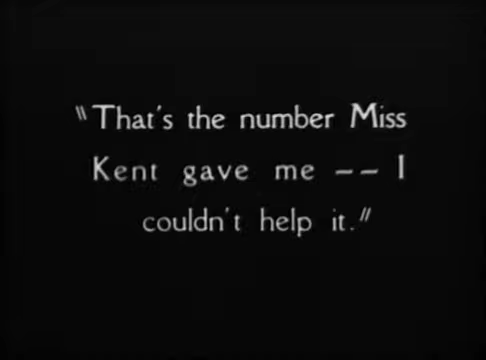 "That's the number Miss
Kent gave me -- I
couldn't help it."